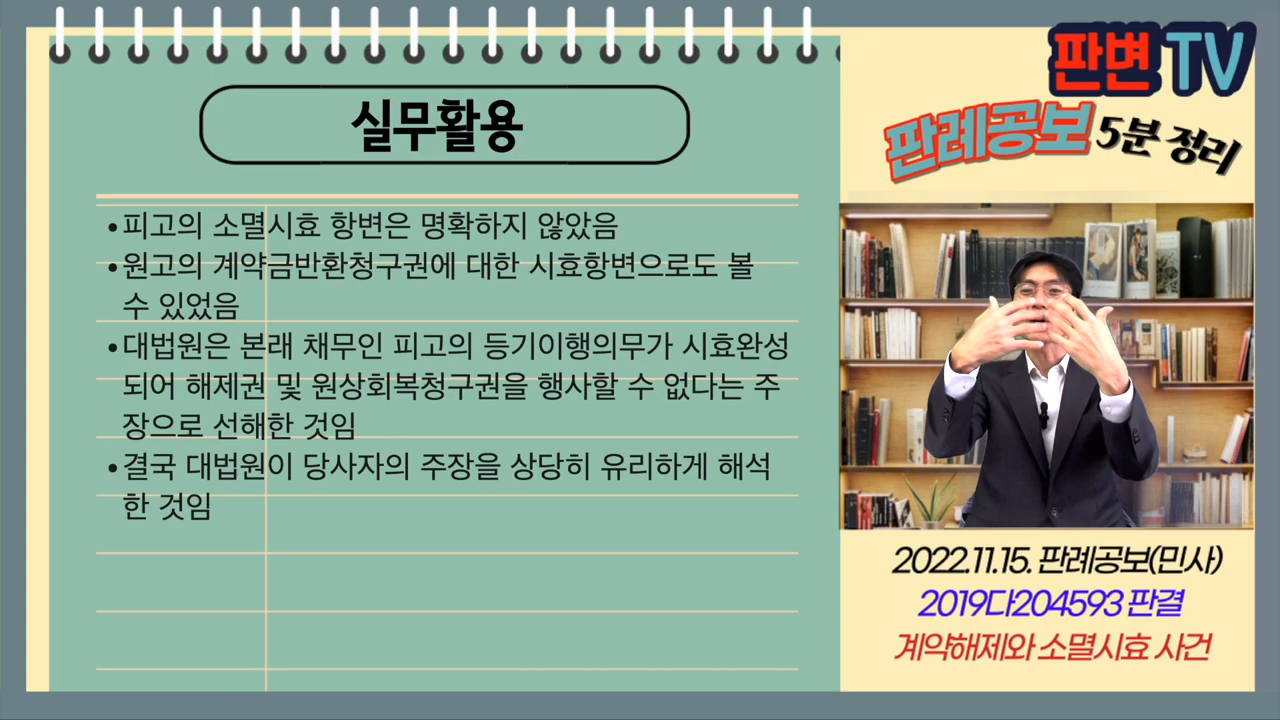 실무활용
•피고의 소멸시효 항변은 명확하지 않았음
•원고의 계약금반환청구권에 대한 시효항변으로도 볼
수 있었음
•대법원은 본래 채무인 피고의 등기이행의무가 시효완성
되어 해제권 및 원상회복청구권을 행사할 수 없다는 주
장으로 선해한 것임
•결국 대법원이 당사자의 주장을 상당히 유리하게 해석
한 것임
판변 TV
판례공보 5분 정리
2022.11.15. 판례공보(민사)
2019다204593 판결
계약해제와 소멸시효 사건